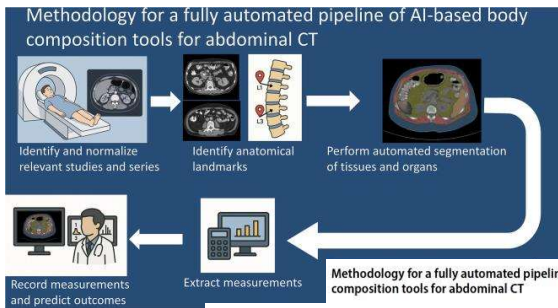 Methodology for a fully automated pipeline of AI-based body
composition tools for abdominal CT
Identify and normalize
relevant studies and series
Identify anatomical
landmarks
Perform automated segmentation
of tissues and organs
L1
L3
Record measurements
and predict outcomes
Extract measurements
Methodology for a fully automated pipelin
composition tools for abdominal CT